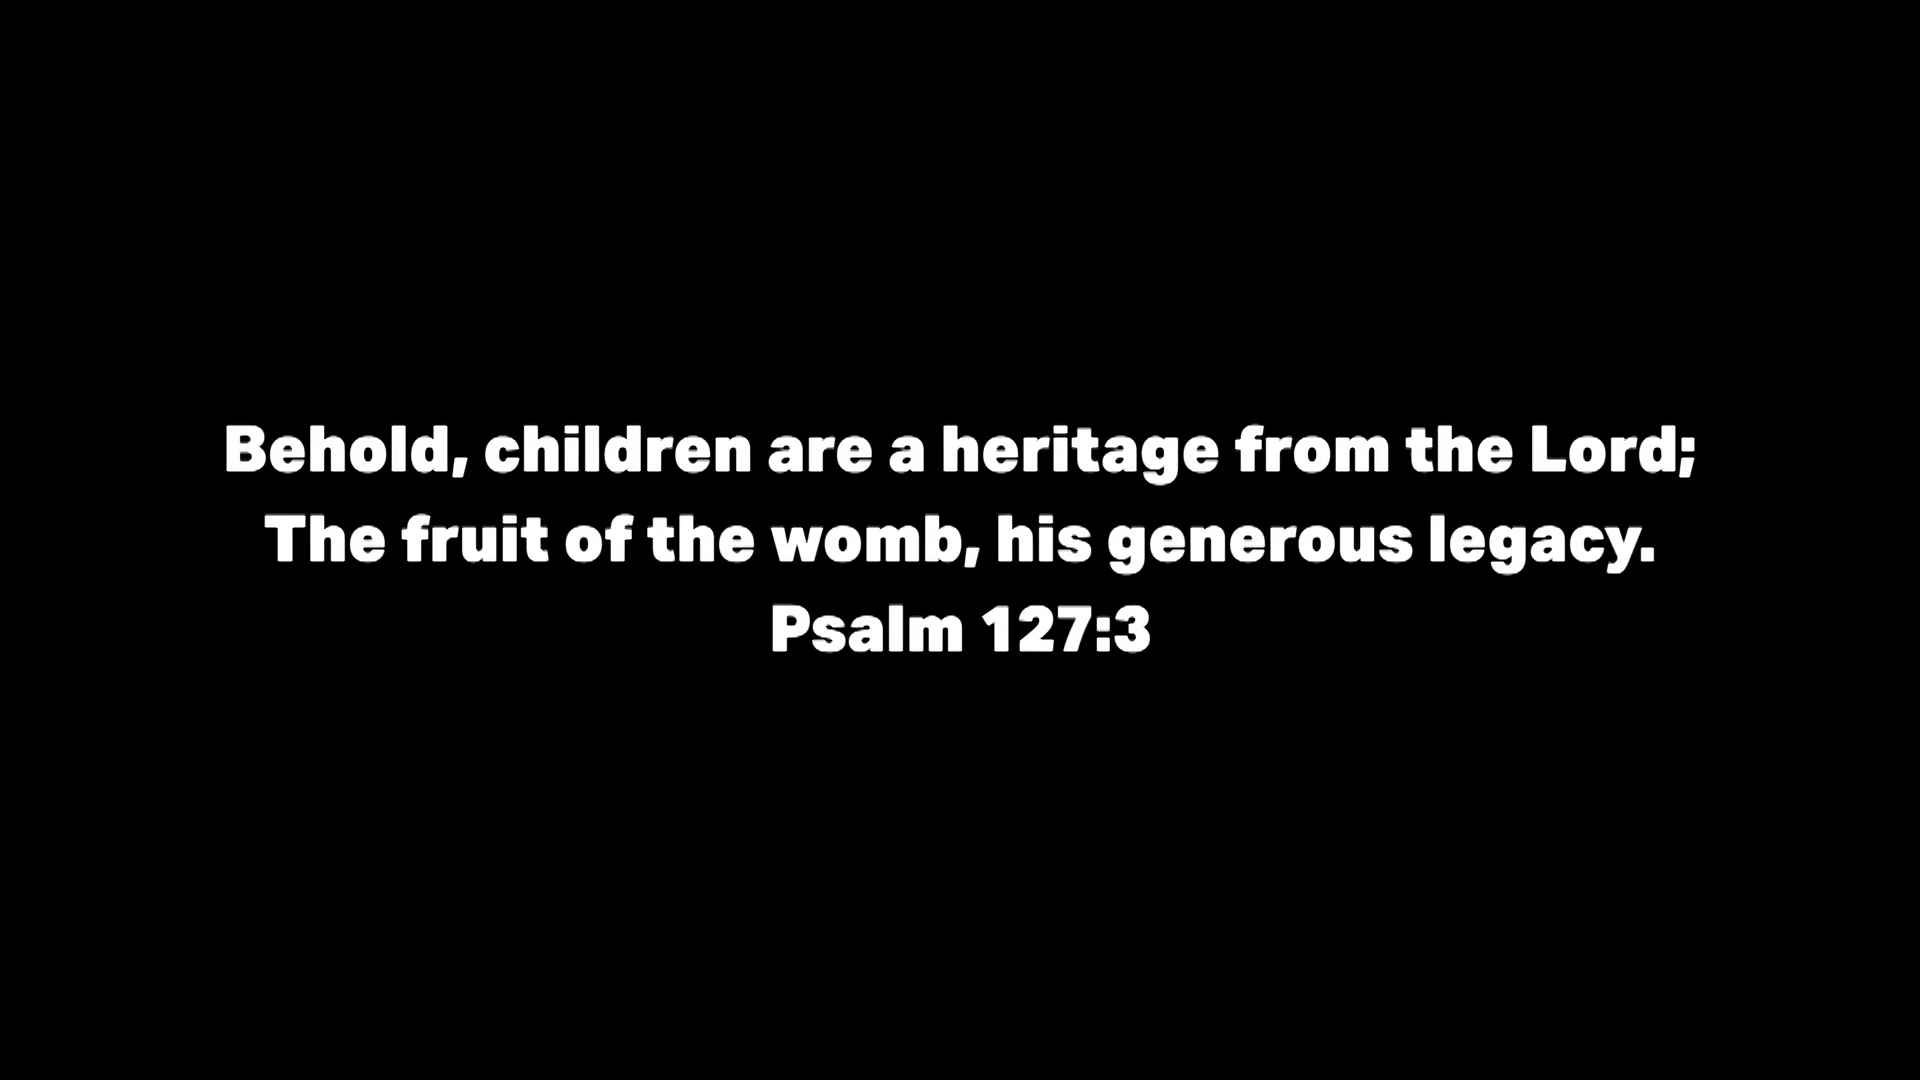 Behold, children are a heritage from the Lord;
The fruit of the womb, his generous legacy.
Psalm 127:3